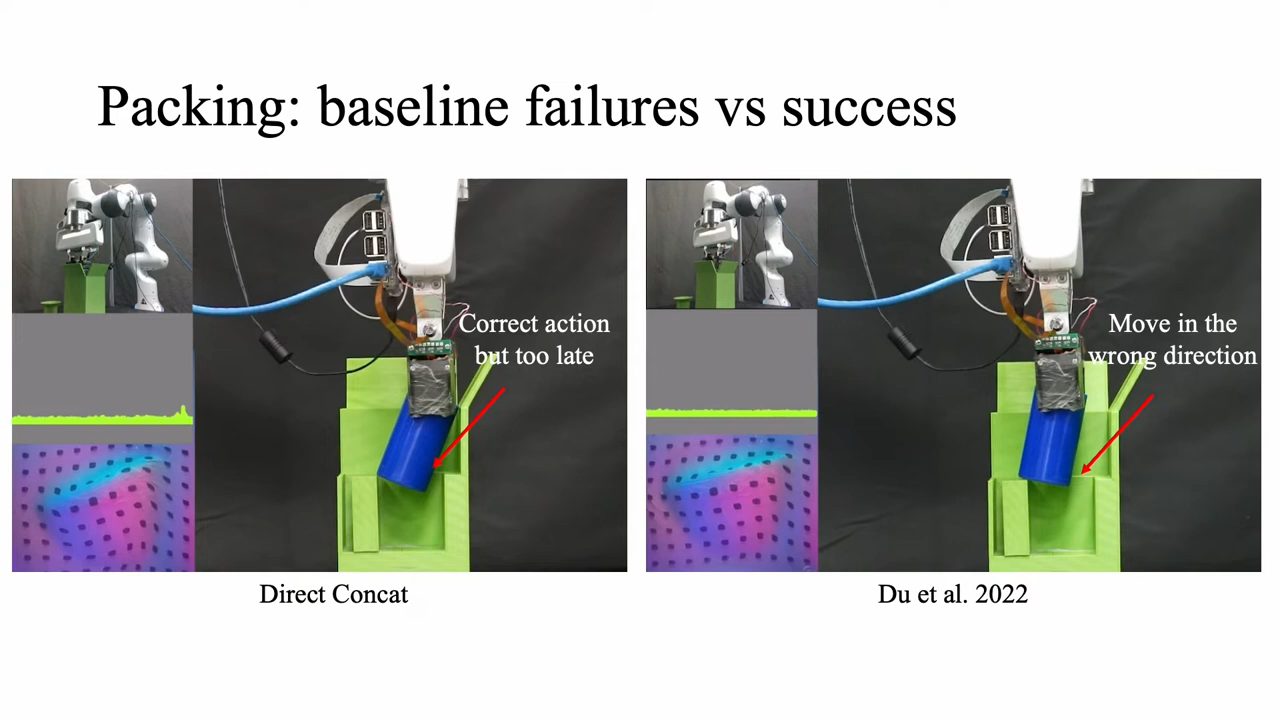 Packing: baseline failures vs success
Correct action
but too late
Move in the
wrong direction
Direct Concat
Du et al. 2022